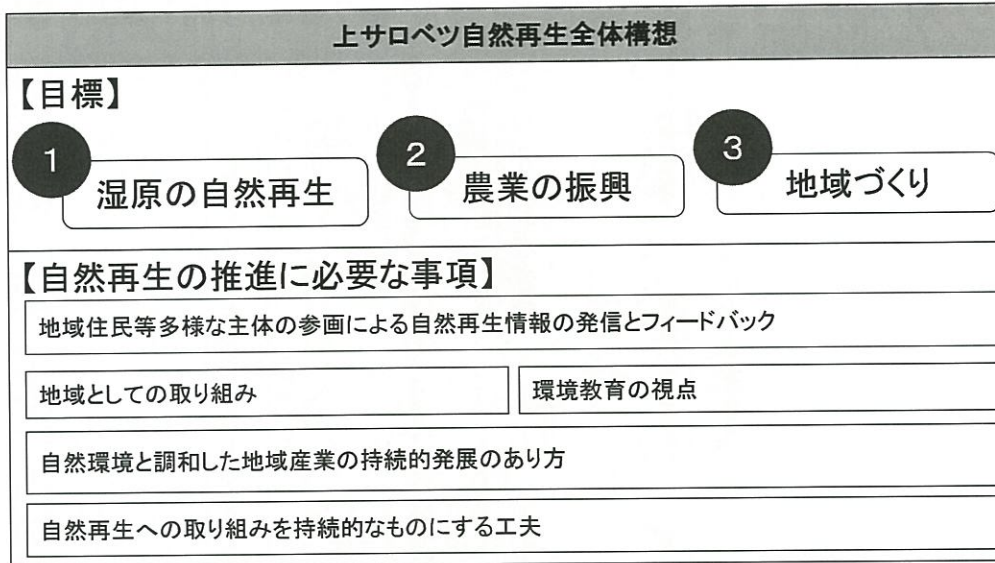 上サロベツ自然再生全体構想
【目標】
1
湿原の自然再生
2
農業の振興
3
地域づくり
【自然再生の推進に必要な事項】
地域住民等多様な主体の参画による自然再生情報の発信とフィードバック
地域としての取り組み
環境教育の視点
自然環境と調和した地域産業の持続的発展のあり方
自然再生への取り組みを持続的なものにする工夫